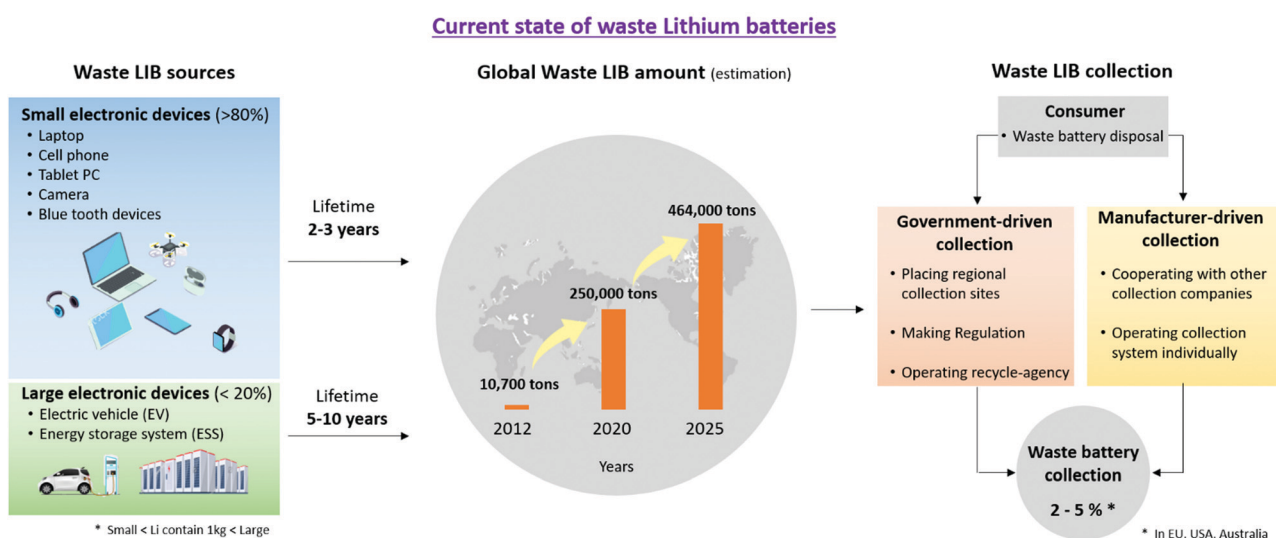 Current state of waste Lithium batteries
Waste LIB sources
Small electronic devices (>80%)
• Laptop
• Cell phone
• Tablet PC
• Camera
• Blue tooth devices
Large electronic devices (< 20%)
• Electric vehicle (EV)
• Energy storage system (ESS)
* Small < Li contain 1kg < Large
Lifetime
2-3 years
Lifetime
5-10 years
Global Waste LIB amount (estimation)
10,700 tons
250,000 tons
464,000 tons
2012
2020
2025
Years
Waste LIB collection
Consumer
• Waste battery disposal
Government-driven
collection
• Placing regional
collection sites
• Making Regulation
• Operating recycle-agency
Manufacturer-driven
collection
• Cooperating with other
collection companies
• Operating collection
system individually
Waste battery
collection
2 - 5 % *
* In EU, USA, Australia